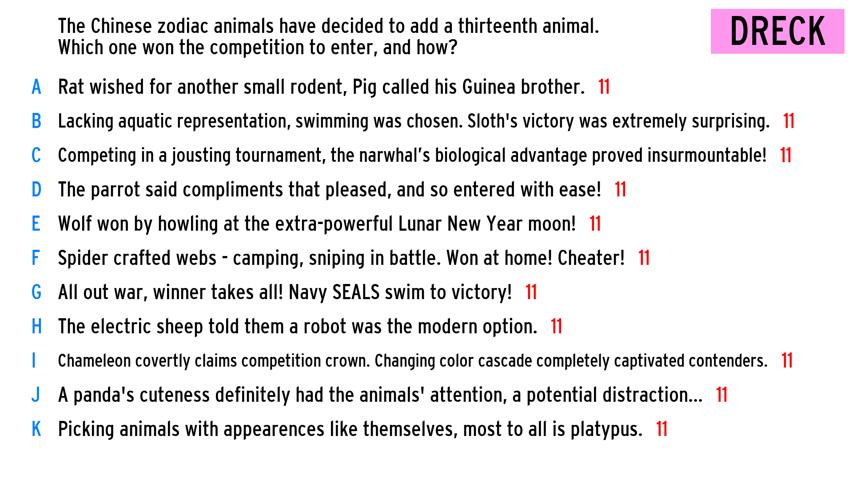 The Chinese zodiac animals have decided to add a thirteenth animal.
Which one won the competition to enter, and how?
DRECK
A Rat wished for another small rodent, Pig called his Guinea brother. 11
B Lacking aquatic representation, swimming was chosen. Sloth's victory was extremely surprising. 11
C Competing in a jousting tournament, the narwhal’s biological advantage proved insurmountable! 11
D The parrot said compliments that pleased, and so entered with ease! 11
E Wolf won by howling at the extra-powerful Lunar New Year moon! 11
F Spider crafted webs - camping, sniping in battle. Won at home! Cheater! 11
G All out war, winner takes all! Navy SEALS swim to victory! 11
H The electric sheep told them a robot was the modern option. 11
I Chameleon covertly claims competition crown. Changing color cascade completely captivated contenders. 11
J A panda's cuteness definitely had the animals' attention, a potential distraction... 11
K Picking animals with appearences like themselves, most to all is platypus. 11